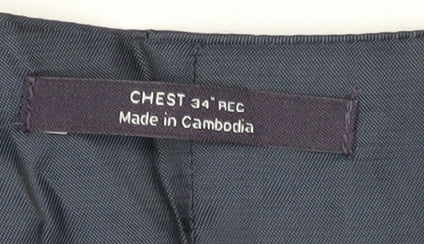 CHEST 34" REG
Made in Cambodia